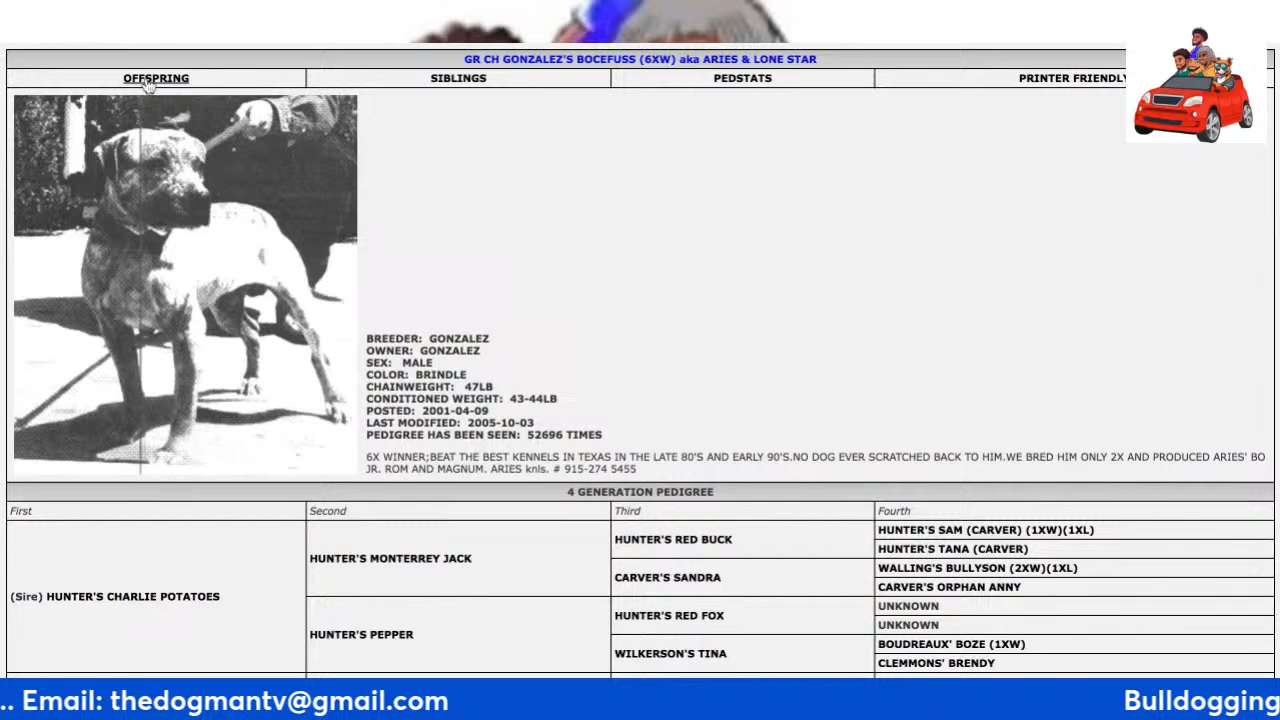 GR CH GONZALEZ'S BOCEFUSS (6XW) aka ARIES & LONE STAR
OFFSPRING SIBLINGS PEDSTATS PRINTER FRIENDLY
BREEDER: GONZALEZ
OWNER: GONZALEZ
SEX: MALE
COLOR: BRINDLE
CHAINWEIGHT: 47LB
CONDITIONED WEIGHT: 43-44LB
POSTED: 2001-04-09
LAST MODIFIED: 2005-10-03
PEDIGREE HAS BEEN SEEN: 52696 TIMES
6X WINNER;BEAT THE BEST KENNELS IN TEXAS IN THE LATE 80'S AND EARLY 90'S.NO DOG EVER SCRATCHED BACK TO HIM.WE BRED HIM ONLY 2X AND PRODUCED ARIES' BO
JR. ROM AND MAGNUM. ARIES knls. # 915-274 5455
4 GENERATION PEDIGREE
First Second Third Fourth
(Sire) HUNTER'S CHARLIE POTATOES
HUNTER'S MONTERREY JACK
HUNTER'S PEPPER
HUNTER'S RED BUCK
CARVER'S SANDRA
HUNTER'S RED FOX
WILKERSON'S TINA
HUNTER'S SAM (CARVER) (1XW)(1XL)
HUNTER'S TANA (CARVER)
WALLING'S BULLYSON (2XW)(1XL)
CARVER'S ORPHAN ANNY
UNKNOWN
UNKNOWN
BOUDREAUX' BOZE (1XW)
CLEMMONS' BRENDY
.. Email: thedogmantv@gmail.com Bulldogging